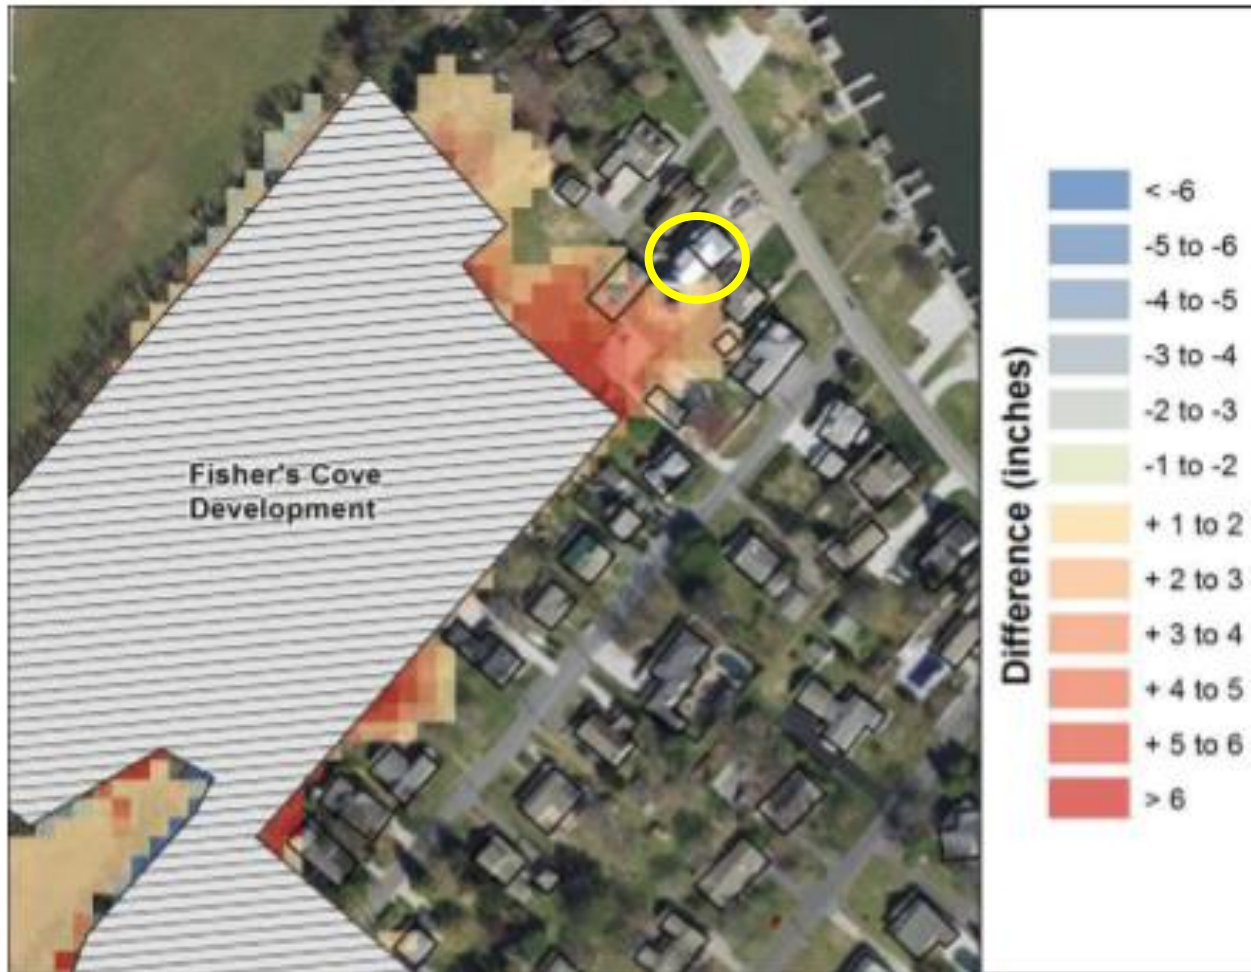 Fisher's Cove
Development
Difference (inches)
< -6
-5 to -6
-4 to -5
-3 to -4
-2 to -3
-1 to -2
+ 1 to 2
+ 2 to 3
+ 3 to 4
+ 4 to 5
+ 5 to 6
> 6